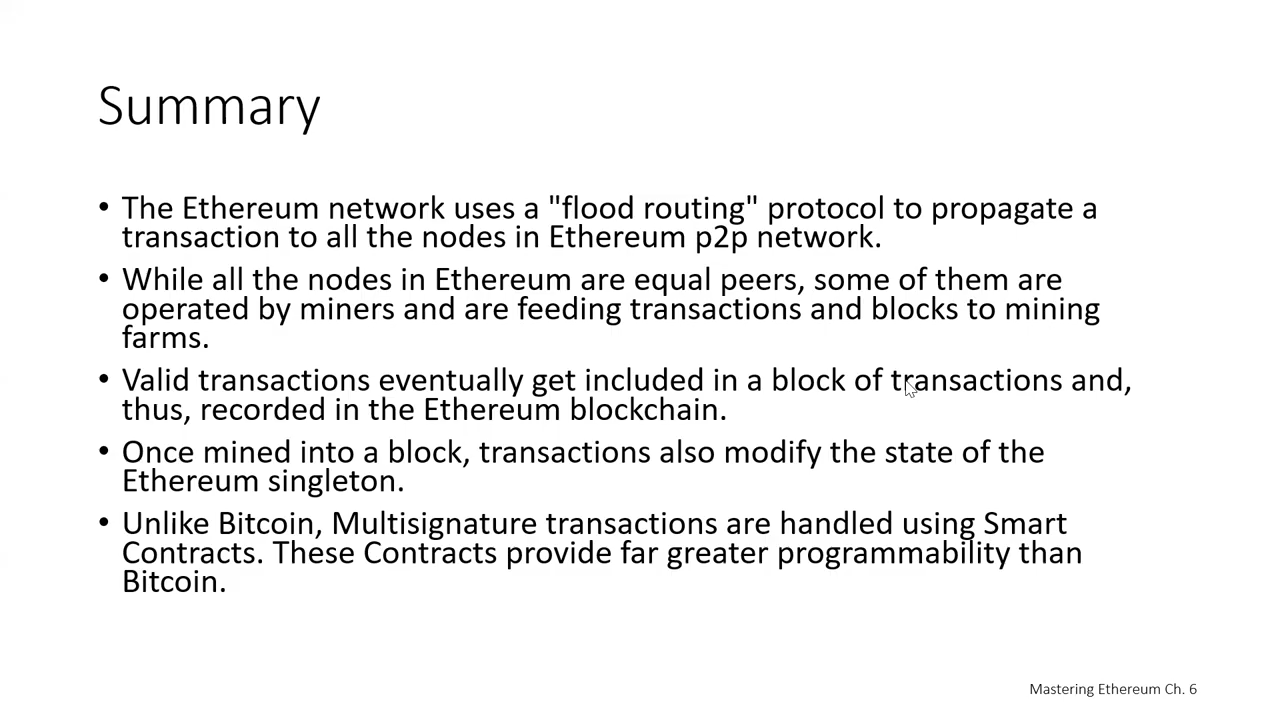 Summary
• The Ethereum network uses a "flood routing" protocol to propagate a
transaction to all the nodes in Ethereum p2p network.
• While all the nodes in Ethereum are equal peers, some of them are
operated by miners and are feeding transactions and blocks to mining
farms.
• Valid transactions eventually get included in a block of transactions and,
thus, recorded in the Ethereum blockchain.
• Once mined into a block, transactions also modify the state of the
Ethereum singleton.
• Unlike Bitcoin, Multisignature transactions are handled using Smart
Contracts. These Contracts provide far greater programmability than
Bitcoin.
Mastering Ethereum Ch. 6